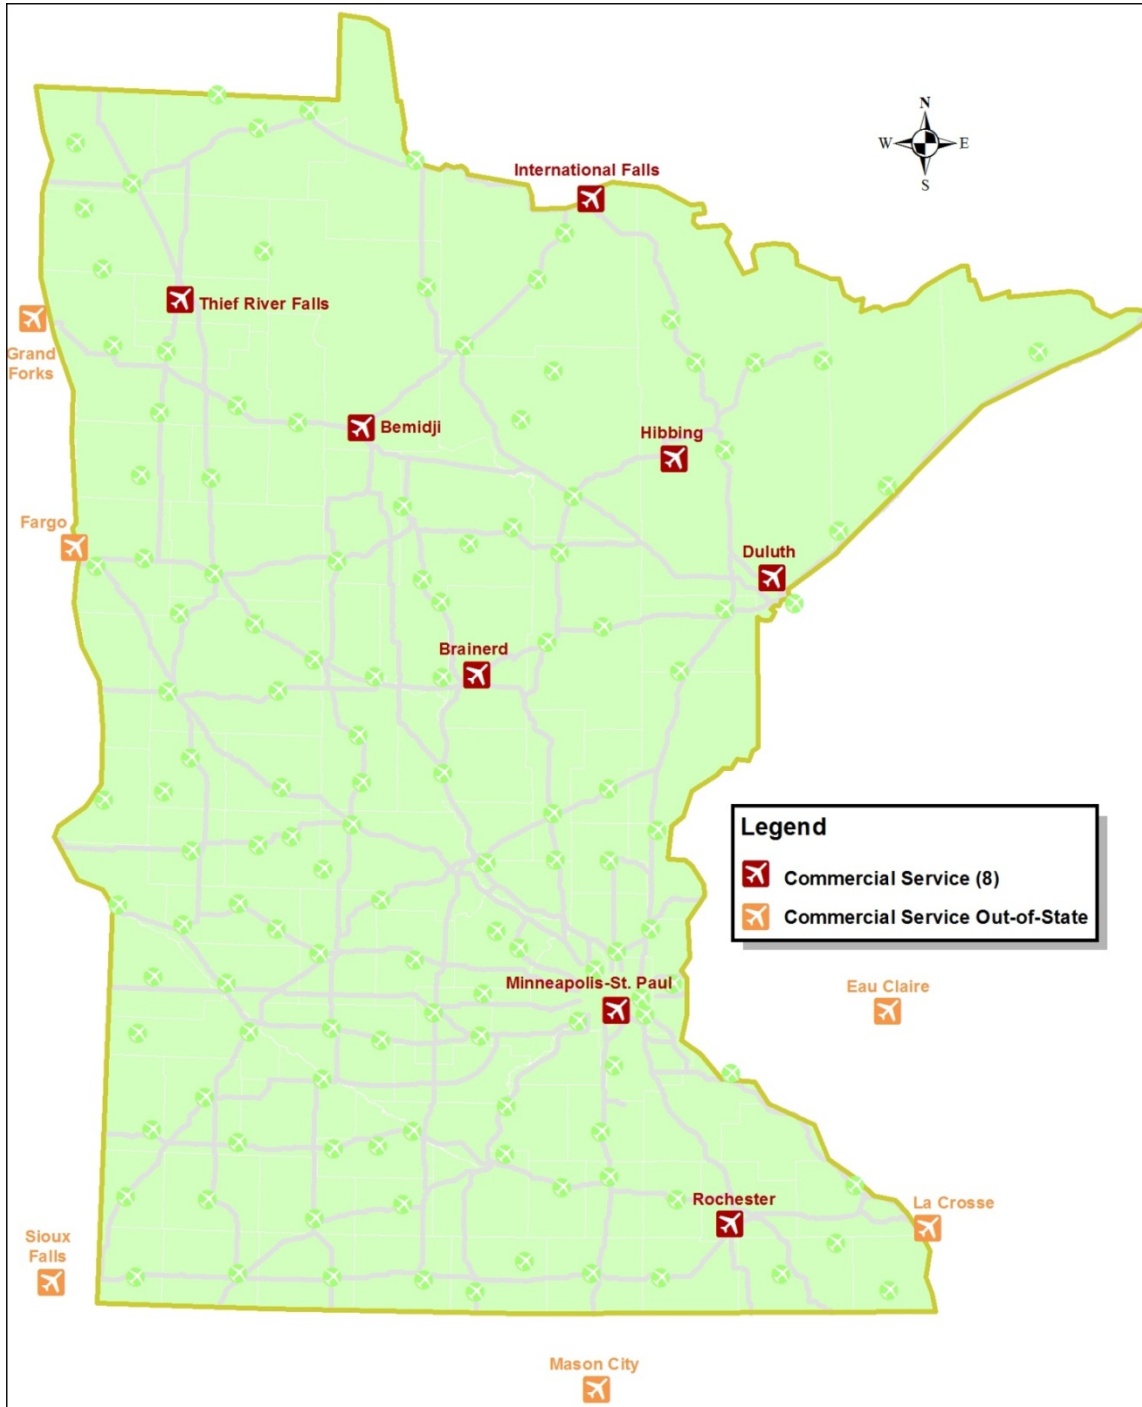 N
W
E
S
International Falls
Thief River Falls
Grand
Forks
Bemidji
Hibbing
Fargo
Duluth
Brainerd
Legend
Commercial Service (8)
Commercial Service Out-of-State
Minneapolis-St. Paul
Eau Claire
Rochester
La Crosse
Sioux
Falls
Mason City